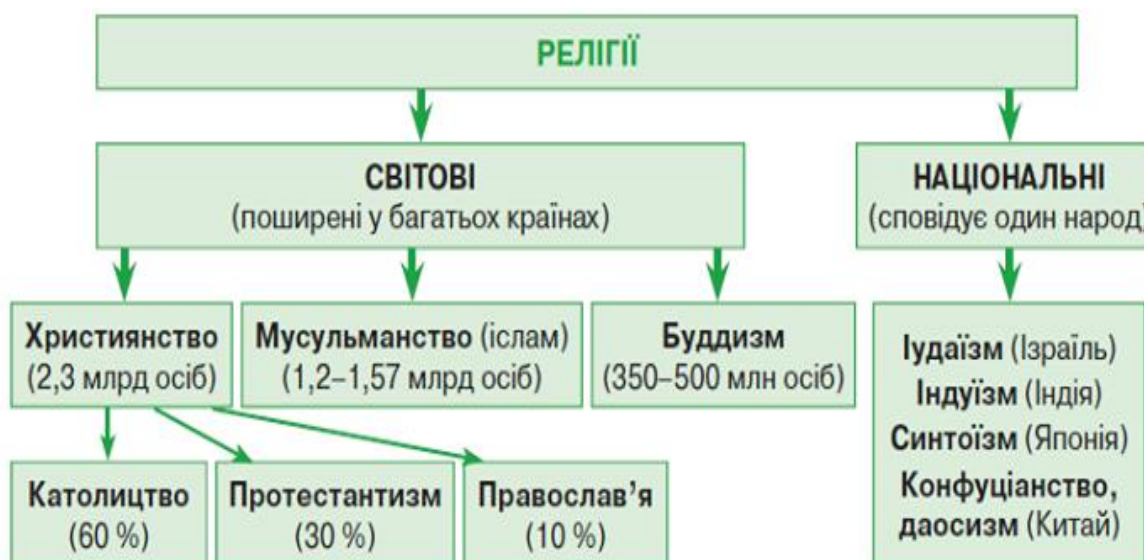 РЕЛІГІЇ
СВІТОВІ
(поширені у багатьох країнах)
НАЦІОНАЛЬНІ
(сповідує один народ)
Християнство
(2,3 млрд осіб)
Мусульманство (іслам)
(1,2–1,57 млрд осіб)
Буддизм
(350–500 млн осіб)
Іудаїзм (Ізраїль)
Індуїзм (Індія)
Синтоїзм (Японія)
Конфуціанство,
даосизм (Китай)
Католицтво
(60 %)
Протестантизм
(30 %)
Православ’я
(10 %)